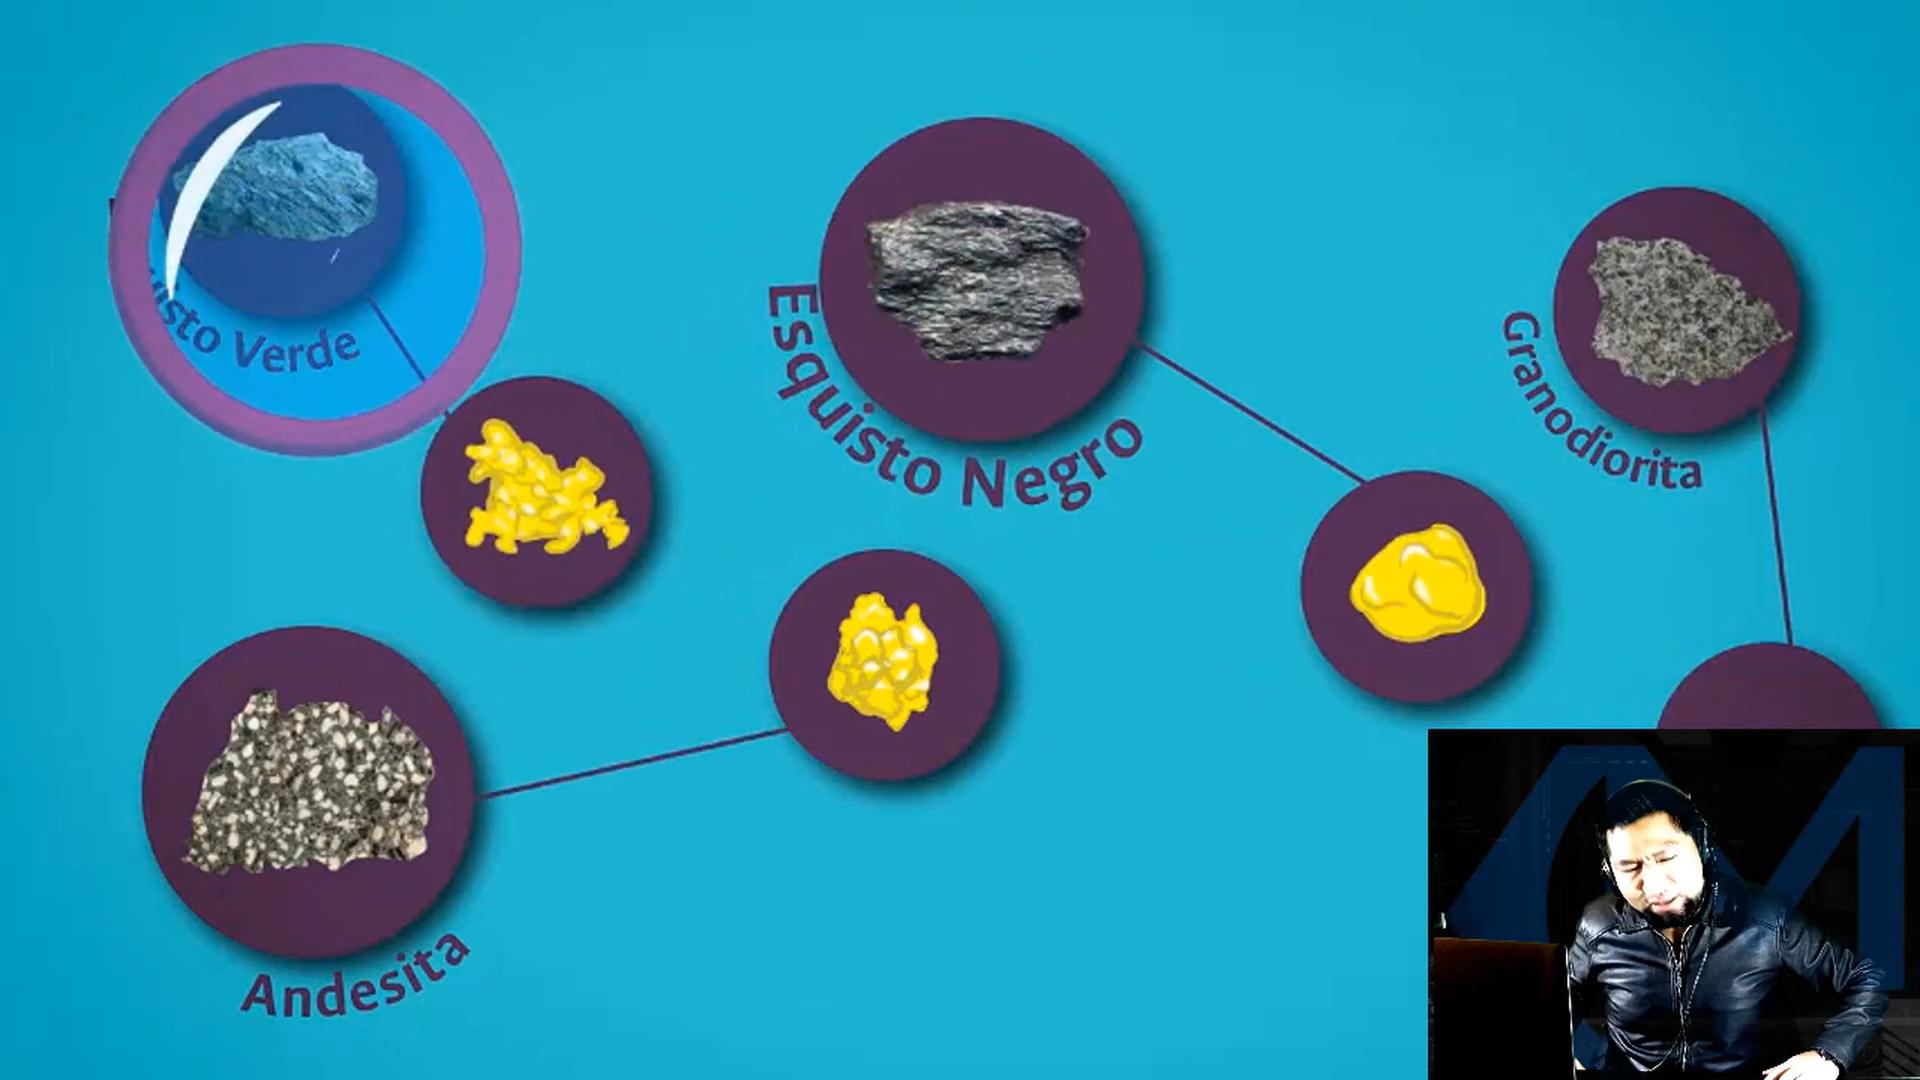 isto Verde
Esquisto Negro
Granodiorita
Andesita